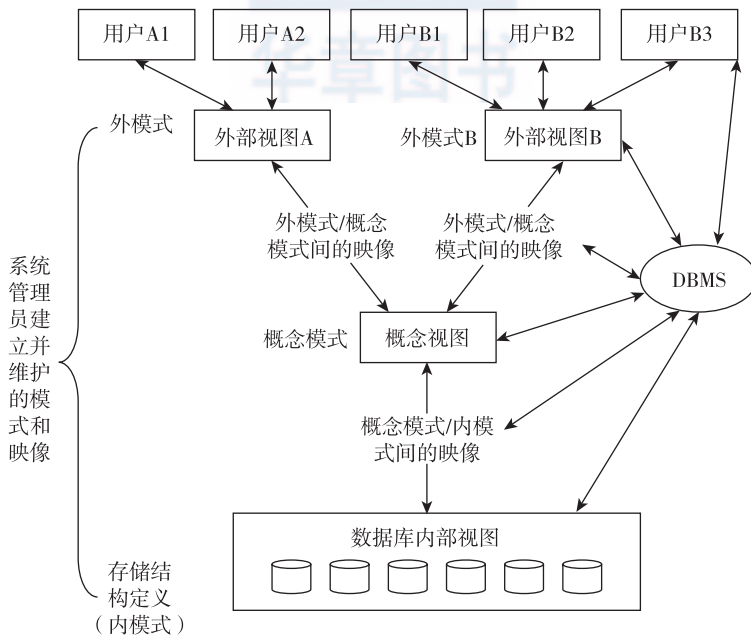 用户A1
用户A2
用户B1
用户B2
用户B3
华章图书
外模式
外部视图A
外模式B
外部视图B
外模式/概念
模式间的映像
外模式/概念
模式间的映像
系统
管理
员建
立并
维护
的模
式和
映像
DBMS
概念模式
概念视图
概念模式/内模
式间的映像
数据库内部视图
存储结
构定义
（内模式）